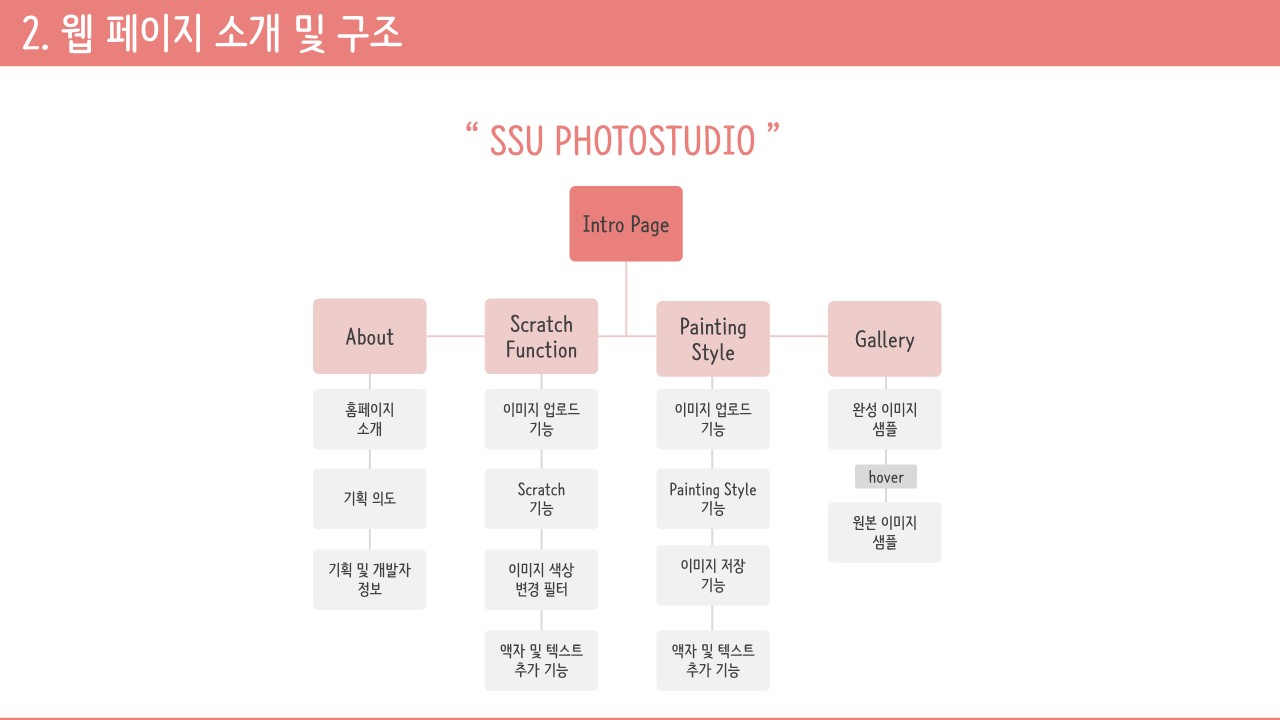 2. 웹 페이지 소개 및 구조
“ SSU PHOTOSTUDIO ”
Intro Page
About
홈페이지
소개
기획 의도
기획 및 개발자
정보
Scratch
Function
이미지 업로드
기능
Scratch
기능
이미지 색상
변경 필터
액자 및 텍스트
추가 기능
Painting
Style
이미지 업로드
기능
Painting Style
기능
이미지 저장
기능
액자 및 텍스트
추가 기능
Gallery
완성 이미지
샘플
hover
원본 이미지
샘플